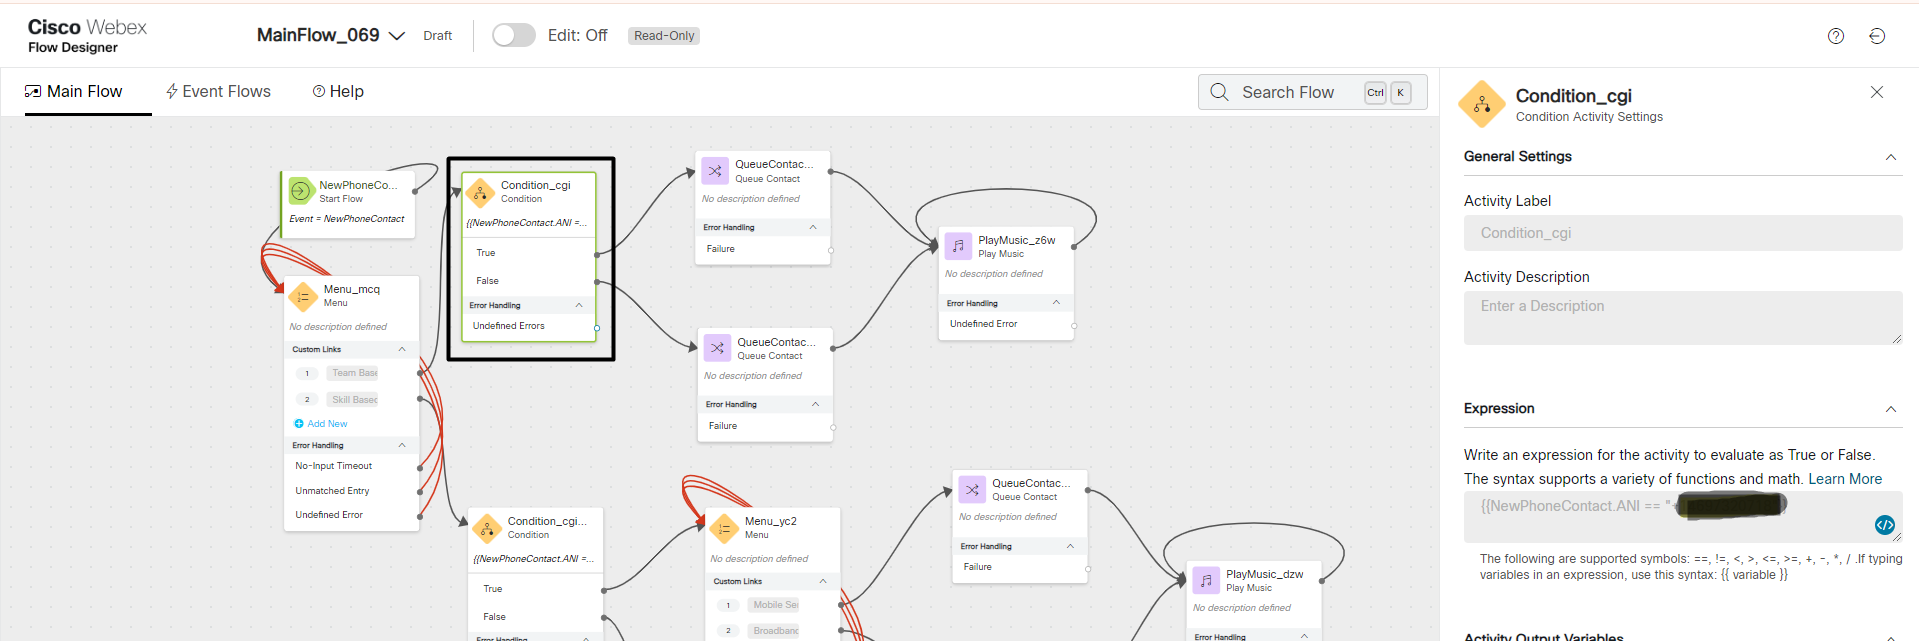 Cisco Webex
Flow Designer
MainFlow_069
Draft
Edit: Off
Read-Only
Main Flow
Event Flows
Help
Search Flow
Ctrl
K
NewPhoneCo...
Start Flow
Event = NewPhoneContact
Menu_mcq
Menu
No description defined
Custom Links
1 Team Base
2 Skill Based
Add New
Error Handling
No-Input Timeout
Unmatched Entry
Undefined Error
Condition_cgi
Condition
{{NewPhoneContact.ANI =...
True
False
Error Handling
Undefined Errors
QueueContac...
Queue Contact
No description defined
Error Handling
Failure
QueueContac...
Queue Contact
No description defined
Error Handling
Failure
PlayMusic_z6w
Play Music
No description defined
Error Handling
Undefined Error
Condition_cgi...
Condition
{{NewPhoneContact.ANI =...
True
False
Error Handling
Menu_yc2
Menu
No description defined
Custom Links
1 Mobile Se
2 Broadband
QueueContac...
Queue Contact
No description defined
Error Handling
Failure
PlayMusic_dzw
Play Music
No description defined
Error Handling
Condition_cgi
Condition Activity Settings
General Settings
Activity Label
Condition_cgi
Activity Description
Enter a Description
Expression
Write an expression for the activity to evaluate as True or False.
The syntax supports a variety of functions and math. Learn More
{{NewPhoneContact.ANI == "
</>
The following are supported symbols: ==, !=, <, >, <=, >=, +, -, *, / .If typing
variables in an expression, use this syntax: {{ variable }}
Activity Output Variables